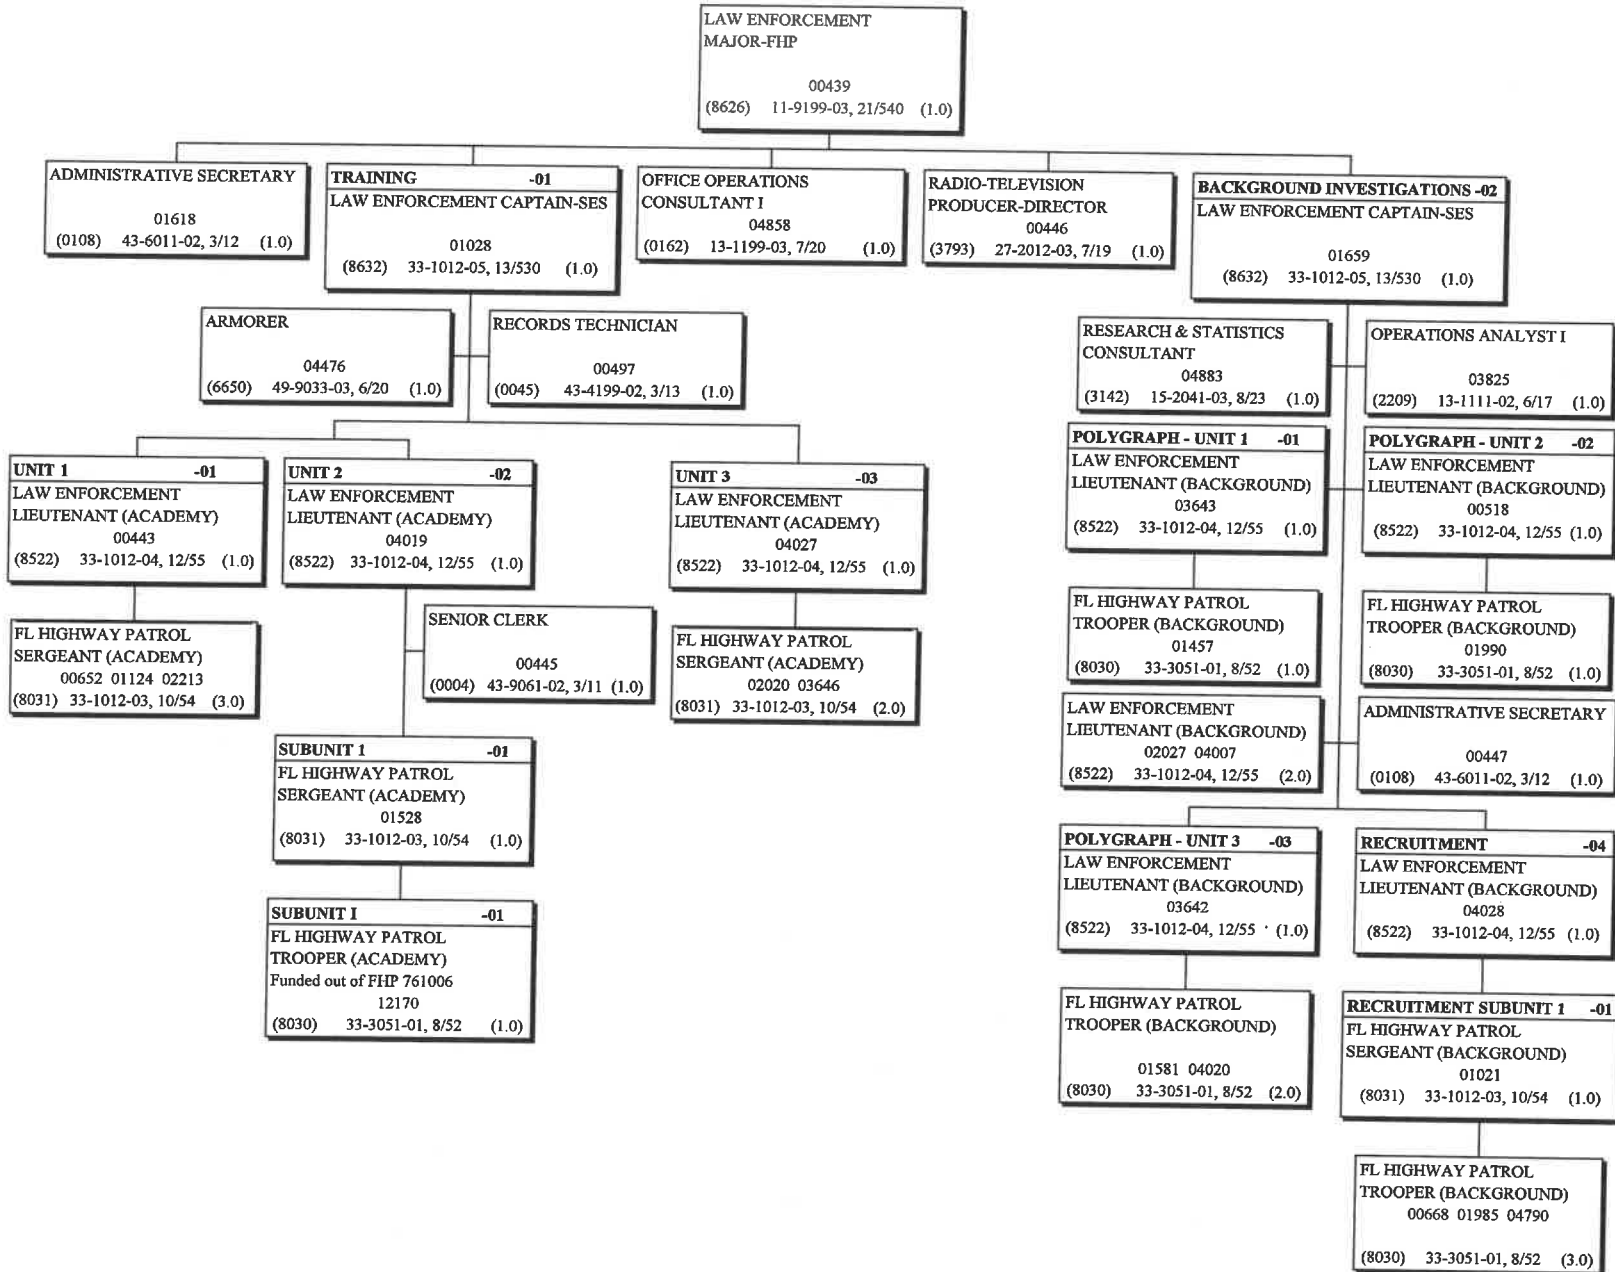 LAW ENFORCEMENT
MAJOR-FHP
00439
(8626) 11-9199-03, 21/540 (1.0)
ADMINISTRATIVE SECRETARY
01618
(0108) 43-6011-02, 3/12 (1.0)
TRAINING -01
LAW ENFORCEMENT CAPTAIN-SES
01028
(8632) 33-1012-05, 13/530 (1.0)
OFFICE OPERATIONS
CONSULTANT I
04858
(0162) 13-1199-03, 7/20 (1.0)
RADIO-TELEVISION
PRODUCER-DIRECTOR
00446
(3793) 27-2012-03, 7/19 (1.0)
BACKGROUND INVESTIGATIONS -02
LAW ENFORCEMENT CAPTAIN-SES
01659
(8632) 33-1012-05, 13/530 (1.0)
ARMORER
04476
(6650) 49-9033-03, 6/20 (1.0)
RECORDS TECHNICIAN
00497
(0045) 43-4199-02, 3/13 (1.0)
RESEARCH & STATISTICS
CONSULTANT
04883
(3142) 15-2041-03, 8/23 (1.0)
OPERATIONS ANALYST I
03825
(2209) 13-1111-02, 6/17 (1.0)
UNIT 1 -01
LAW ENFORCEMENT
LIEUTENANT (ACADEMY)
00443
(8522) 33-1012-04, 12/55 (1.0)
UNIT 2 -02
LAW ENFORCEMENT
LIEUTENANT (ACADEMY)
04019
(8522) 33-1012-04, 12/55 (1.0)
UNIT 3 -03
LAW ENFORCEMENT
LIEUTENANT (ACADEMY)
04027
(8522) 33-1012-04, 12/55 (1.0)
POLYGRAPH - UNIT 1 -01
LAW ENFORCEMENT
LIEUTENANT (BACKGROUND)
03643
(8522) 33-1012-04, 12/55 (1.0)
POLYGRAPH - UNIT 2 -02
LAW ENFORCEMENT
LIEUTENANT (BACKGROUND)
00518
(8522) 33-1012-04, 12/55 (1.0)
FL HIGHWAY PATROL
SERGEANT (ACADEMY)
00652 01124 02213
(8031) 33-1012-03, 10/54 (3.0)
SENIOR CLERK
00445
(0004) 43-9061-02, 3/11 (1.0)
FL HIGHWAY PATROL
SERGEANT (ACADEMY)
02020 03646
(8031) 33-1012-03, 10/54 (2.0)
FL HIGHWAY PATROL
TROOPER (BACKGROUND)
01457
(8030) 33-3051-01, 8/52 (1.0)
FL HIGHWAY PATROL
TROOPER (BACKGROUND)
01990
(8030) 33-3051-01, 8/52 (1.0)
LAW ENFORCEMENT
LIEUTENANT (BACKGROUND)
02027 04007
(8522) 33-1012-04, 12/55 (2.0)
ADMINISTRATIVE SECRETARY
00447
(0108) 43-6011-02, 3/12 (1.0)
SUBUNIT 1 -01
FL HIGHWAY PATROL
SERGEANT (ACADEMY)
01528
(8031) 33-1012-03, 10/54 (1.0)
SUBUNIT I -01
FL HIGHWAY PATROL
TROOPER (ACADEMY)
Funded out of FHP 761006
12170
(8030) 33-3051-01, 8/52 (1.0)
POLYGRAPH - UNIT 3 -03
LAW ENFORCEMENT
LIEUTENANT (BACKGROUND)
03642
(8522) 33-1012-04, 12/55 (1.0)
RECRUITMENT -04
LAW ENFORCEMENT
LIEUTENANT (BACKGROUND)
04028
(8522) 33-1012-04, 12/55 (1.0)
FL HIGHWAY PATROL
TROOPER (BACKGROUND)
01581 04020
(8030) 33-3051-01, 8/52 (2.0)
RECRUITMENT SUBUNIT 1 -01
FL HIGHWAY PATROL
SERGEANT (BACKGROUND)
01021
(8031) 33-1012-03, 10/54 (1.0)
FL HIGHWAY PATROL
TROOPER (BACKGROUND)
00668 01985 04790
(8030) 33-3051-01, 8/52 (3.0)